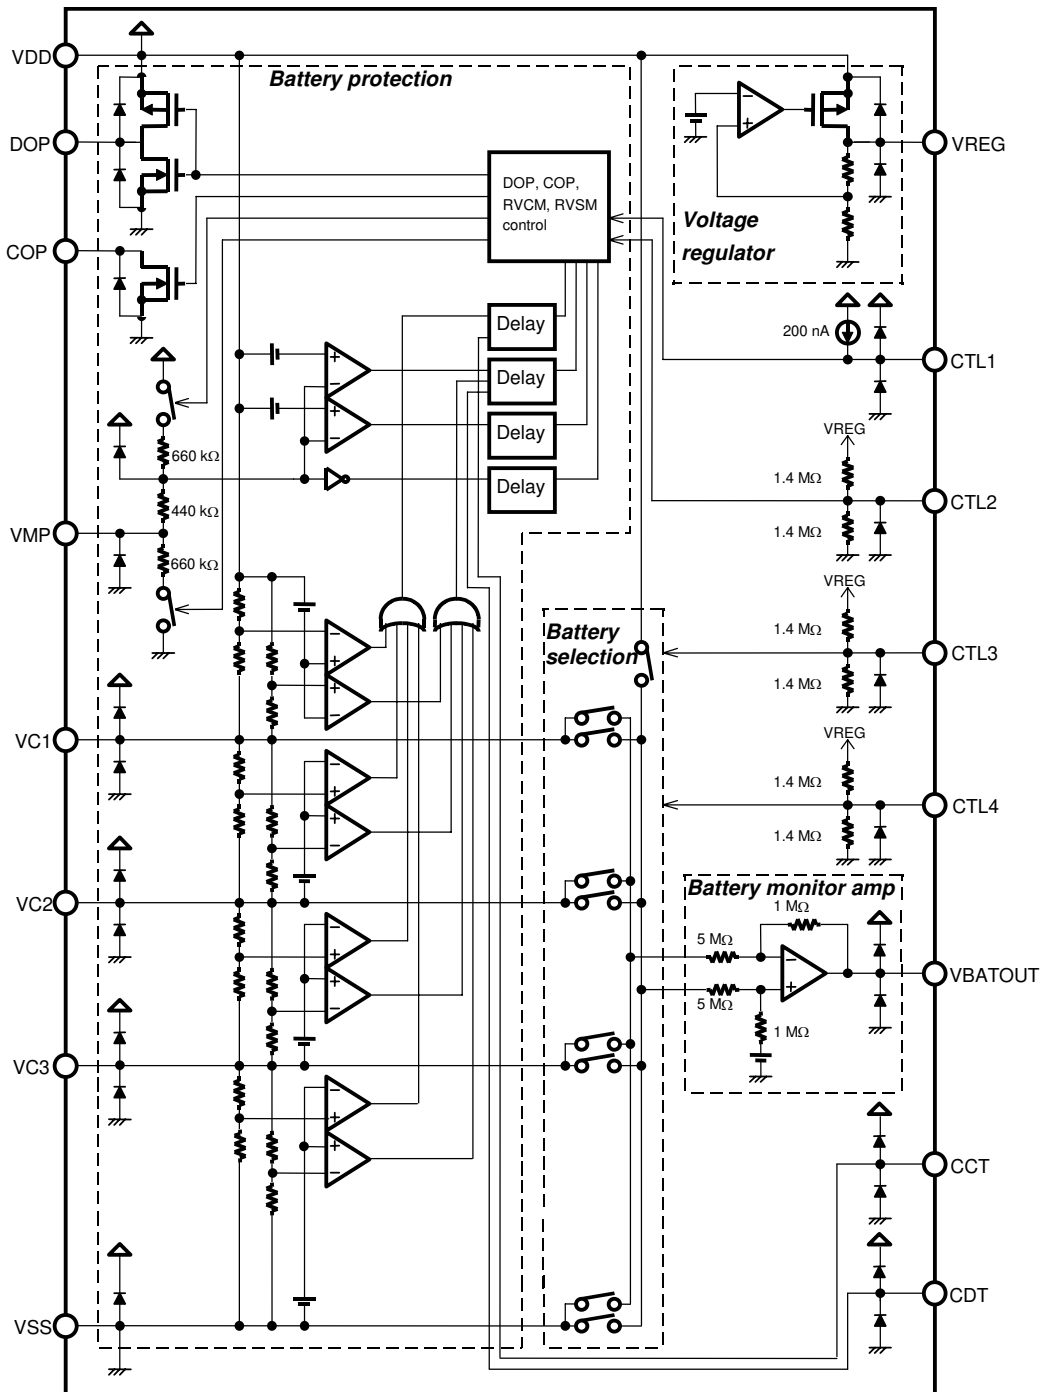 VDD
Battery protection
DOP
DOP, COP,
RVCM, RVSM
control
VREG
Voltage
regulator
COP
Delay
200 nA
CTL1
Delay
Delay
VREG
660 kΩ
1.4 MΩ
Delay
CTL2
440 kΩ
VMP
1.4 MΩ
660 kΩ
VREG
Battery
selection
1.4 MΩ
CTL3
1.4 MΩ
VC1
VREG
1.4 MΩ
CTL4
1.4 MΩ
Battery monitor amp
VC2
1 MΩ
5 MΩ
VBATOUT
5 MΩ
1 MΩ
VC3
CCT
CDT
VSS